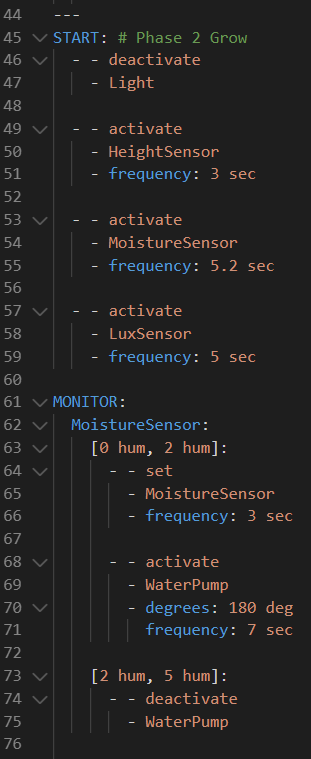 44 ---
45 START: # Phase 2 Grow
46   - - deactivate
47     - Light
48
49   - - activate
50     - HeightSensor
51     - frequency: 3 sec
52
53   - - activate
54     - MoistureSensor
55     - frequency: 5.2 sec
56
57   - - activate
58     - LuxSensor
59     - frequency: 5 sec
60
61 MONITOR:
62   MoistureSensor:
63     [0 hum, 2 hum]:
64       - - set
65         - MoistureSensor
66         - frequency: 3 sec
67
68       - - activate
69         - WaterPump
70         - degrees: 180 deg
71           frequency: 7 sec
72
73     [2 hum, 5 hum]:
74       - - deactivate
75         - WaterPump
76